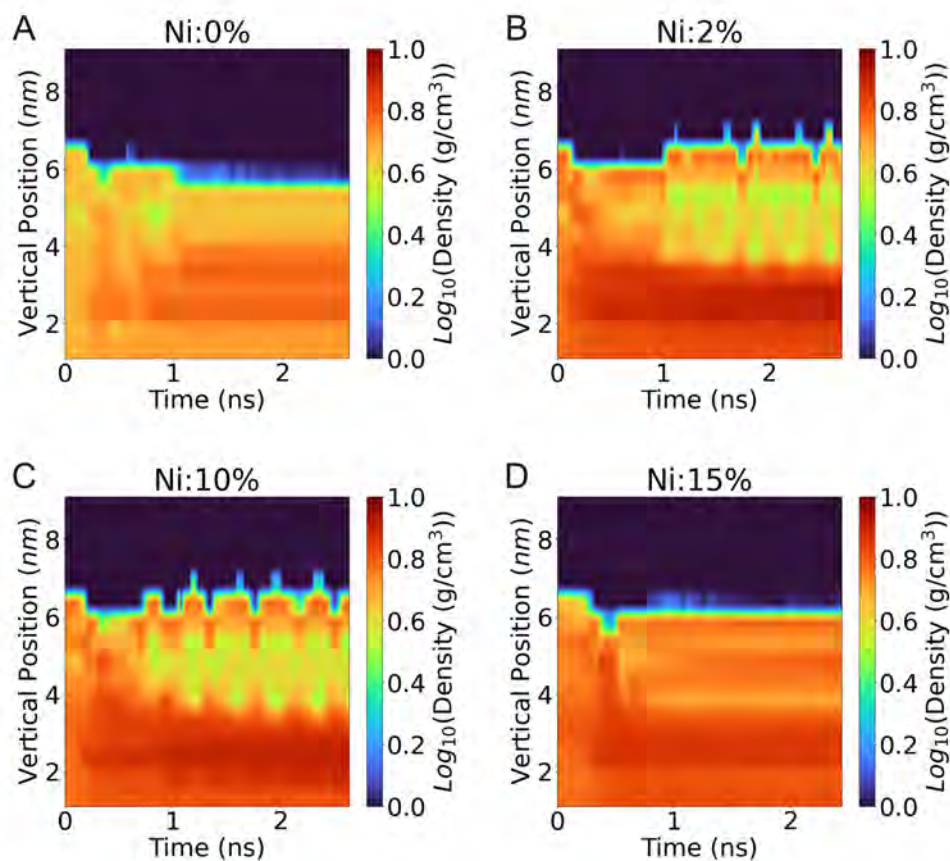 A
Ni:0%
Vertical Position (nm)
8
6
4
2
0
1
2
Time (ns)
1.0
0.8
0.6
0.4
0.2
0.0
Log₁₀(Density (g/cm³))
B
Ni:2%
Vertical Position (nm)
8
6
4
2
0
1
2
Time (ns)
1.0
0.8
0.6
0.4
0.2
0.0
Log₁₀(Density (g/cm³))
C
Ni:10%
Vertical Position (nm)
8
6
4
2
0
1
2
Time (ns)
1.0
0.8
0.6
0.4
0.2
0.0
Log₁₀(Density (g/cm³))
D
Ni:15%
Vertical Position (nm)
8
6
4
2
0
1
2
Time (ns)
1.0
0.8
0.6
0.4
0.2
0.0
Log₁₀(Density (g/cm³))